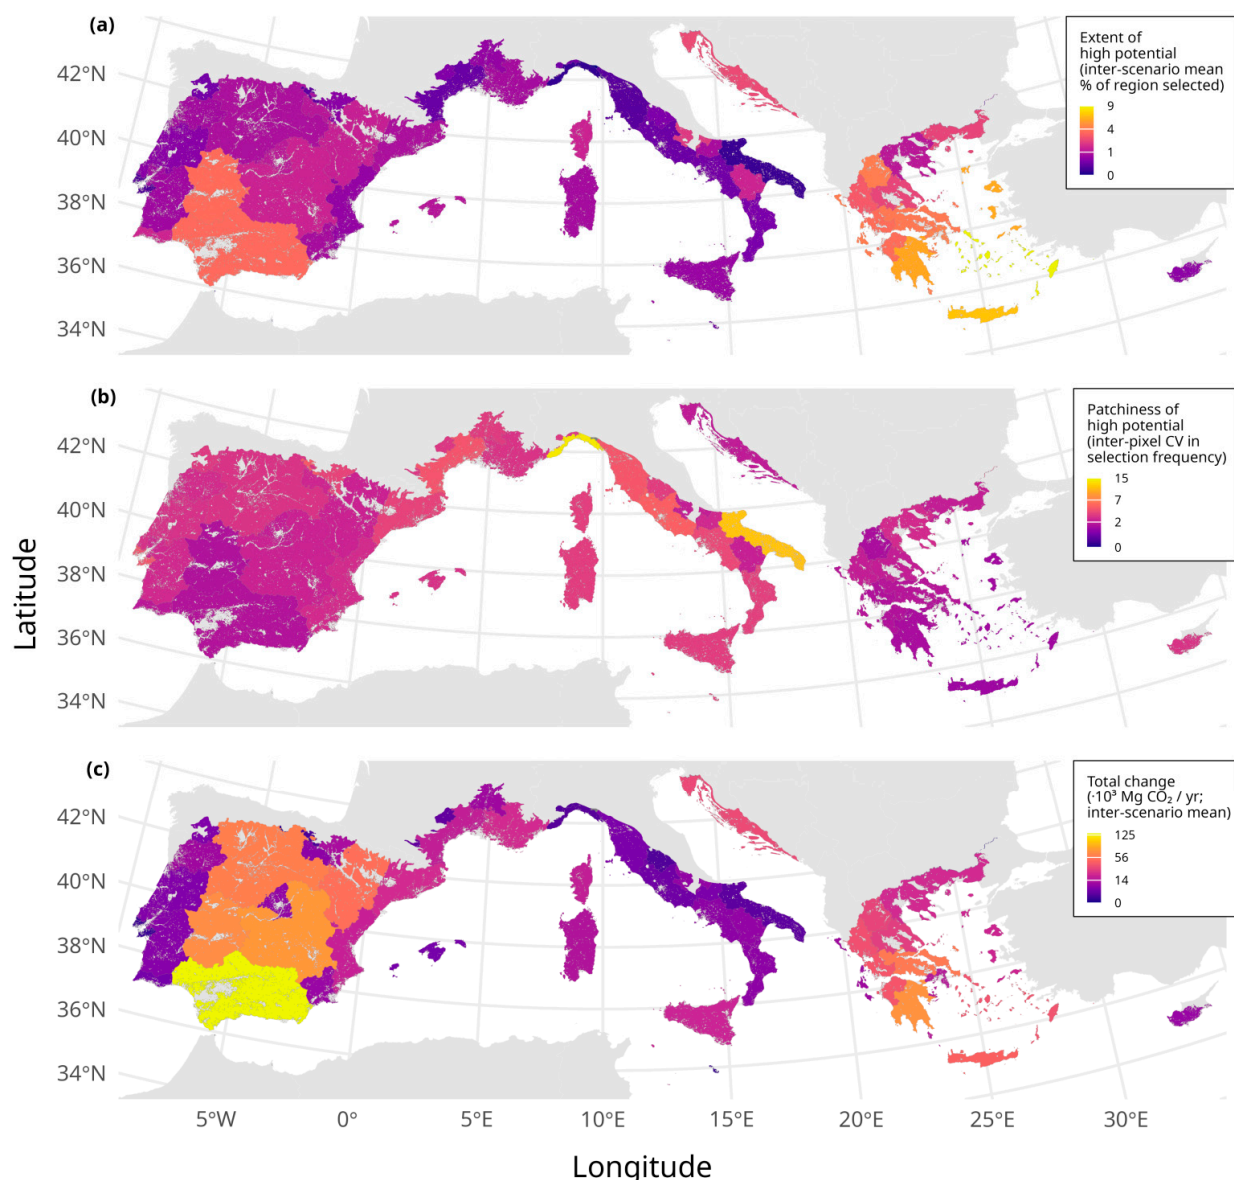 (a)
Extent of
high potential
(inter-scenario mean
% of region selected)
9
4
1
0
42°N
40°N
38°N
36°N
34°N
(b)
Patchiness of
high potential
(inter-pixel CV in
selection frequency)
15
7
2
0
42°N
40°N
38°N
36°N
34°N
Latitude
(c)
Total change
(·10³ Mg CO₂ / yr;
inter-scenario mean)
125
56
14
0
42°N
40°N
38°N
36°N
34°N
5°W 0° 5°E 10°E 15°E 20°E 25°E 30°E
Longitude